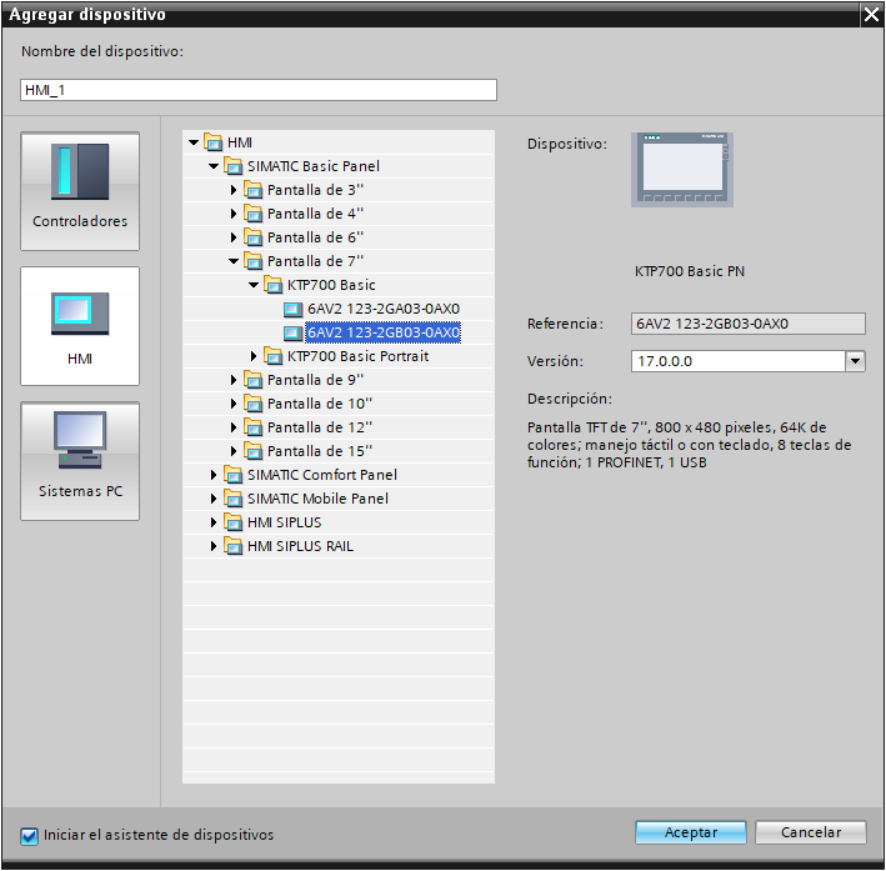 Agregar dispositivo
Nombre del dispositivo:
HMI_1
Controladores
HMI
Sistemas PC
HMI
SIMATIC Basic Panel
Pantalla de 3''
Pantalla de 4''
Pantalla de 6''
Pantalla de 7''
KTP700 Basic
6AV2 123-2GA03-0AX0
6AV2 123-2GB03-0AX0
KTP700 Basic Portrait
Pantalla de 9''
Pantalla de 10''
Pantalla de 12''
Pantalla de 15''
SIMATIC Comfort Panel
SIMATIC Mobile Panel
HMI SIPLUS
HMI SIPLUS RAIL
Dispositivo:
KTP700 Basic PN
Referencia:
6AV2 123-2GB03-0AX0
Versión:
17.0.0.0
Descripción:
Pantalla TFT de 7'', 800 x 480 pixeles, 64K de
colores; manejo táctil o con teclado, 8 teclas de
función; 1 PROFINET, 1 USB
Iniciar el asistente de dispositivos
Aceptar
Cancelar